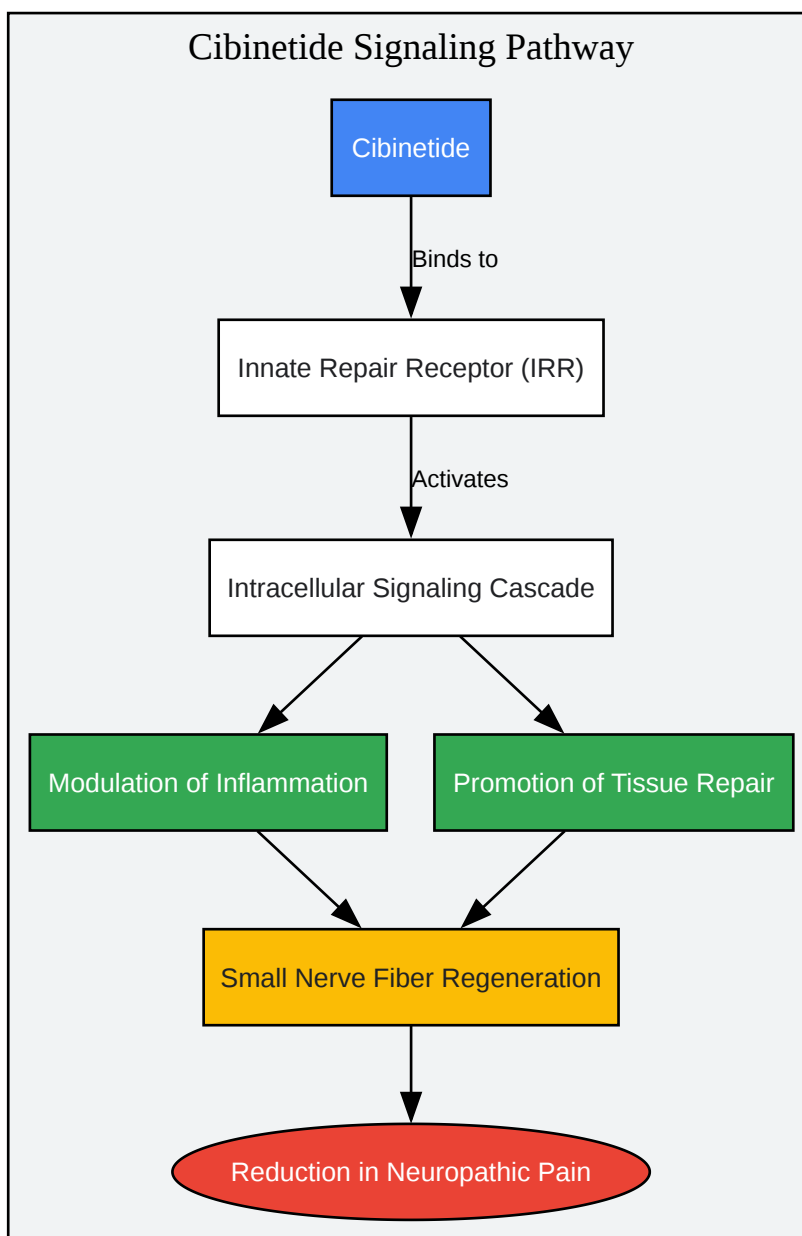 Cibinetide Signaling Pathway
Cibinetide
Binds to
Innate Repair Receptor (IRR)
Activates
Intracellular Signaling Cascade
Modulation of Inflammation
Promotion of Tissue Repair
Small Nerve Fiber Regeneration
Reduction in Neuropathic Pain